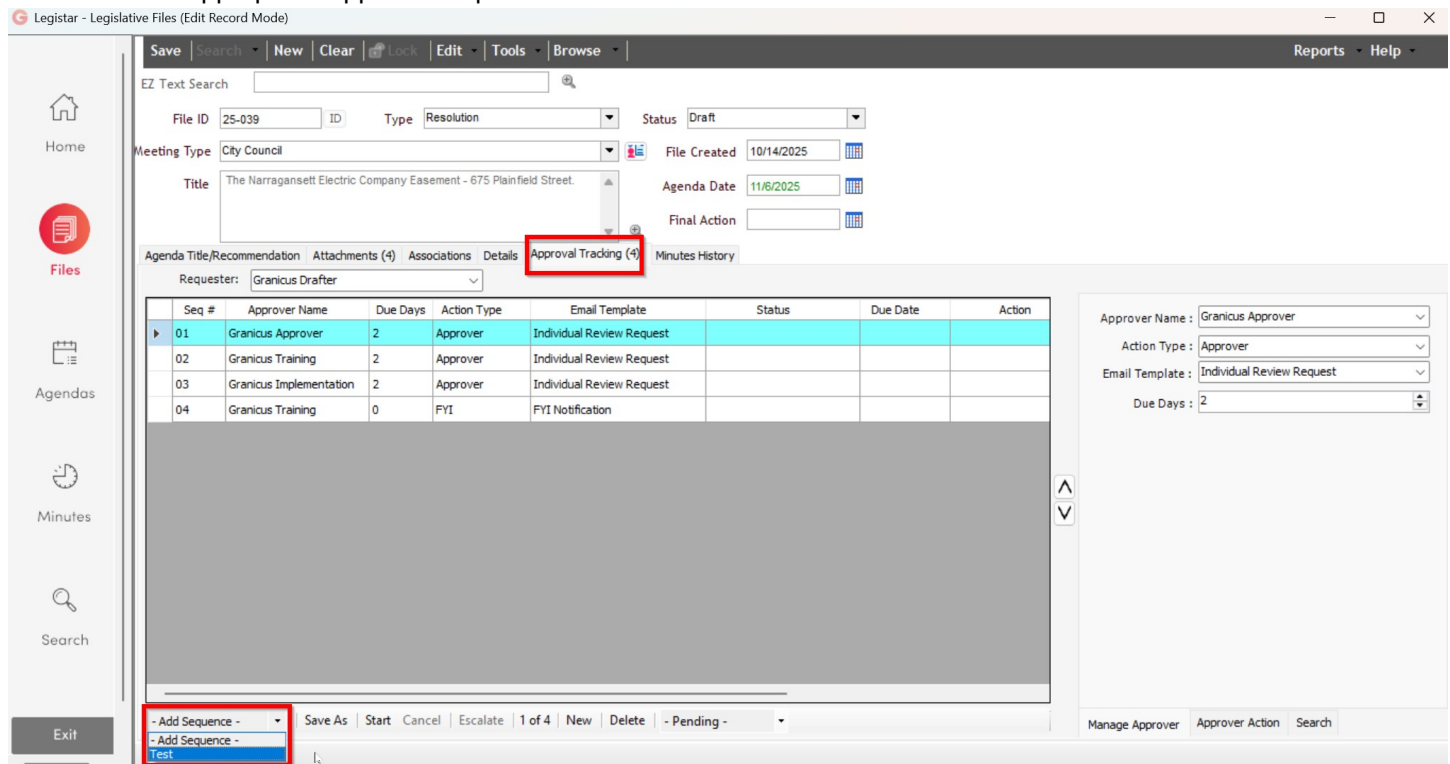 Legistar - Legislative Files (Edit Record Mode)
Save Search New Clear Lock Edit Tools Browse Reports Help
EZ Text Search
File ID 25-039 ID Type Resolution Status Draft
Meeting Type City Council File Created 10/14/2025
Title The Narragansett Electric Company Easement - 675 Plainfield Street. Agenda Date 11/6/2025
Final Action
Agenda Title/Recommendation Attachments (4) Associations Details Approval Tracking (4) Minutes History
Requester: Granicus Drafter
Seq # Approver Name Due Days Action Type Email Template Status Due Date Action
01 Granicus Approver 2 Approver Individual Review Request
02 Granicus Training 2 Approver Individual Review Request
03 Granicus Implementation 2 Approver Individual Review Request
04 Granicus Training 0 FYI FYI Notification
Approver Name : Granicus Approver
Action Type : Approver
Email Template : Individual Review Request
Due Days : 2
Home
Files
Agendas
Minutes
Search
Exit
- Add Sequence - Save As Start Cancel Escalate 1 of 4 New Delete - Pending -
- Add Sequence -
Test
Manage Approver Approver Action Search